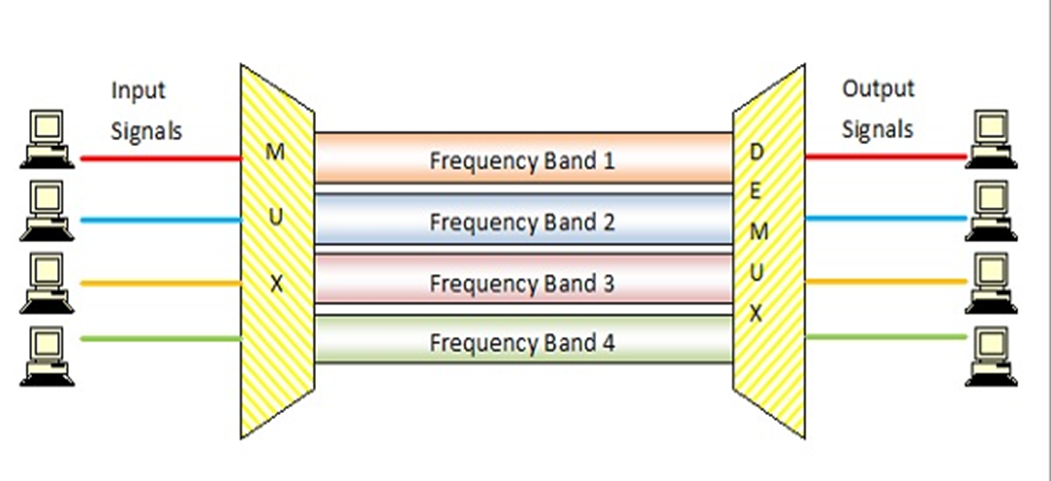 Input
Signals
Output
Signals
M
U
X
Frequency Band 1
Frequency Band 2
Frequency Band 3
Frequency Band 4
D
E
M
U
X